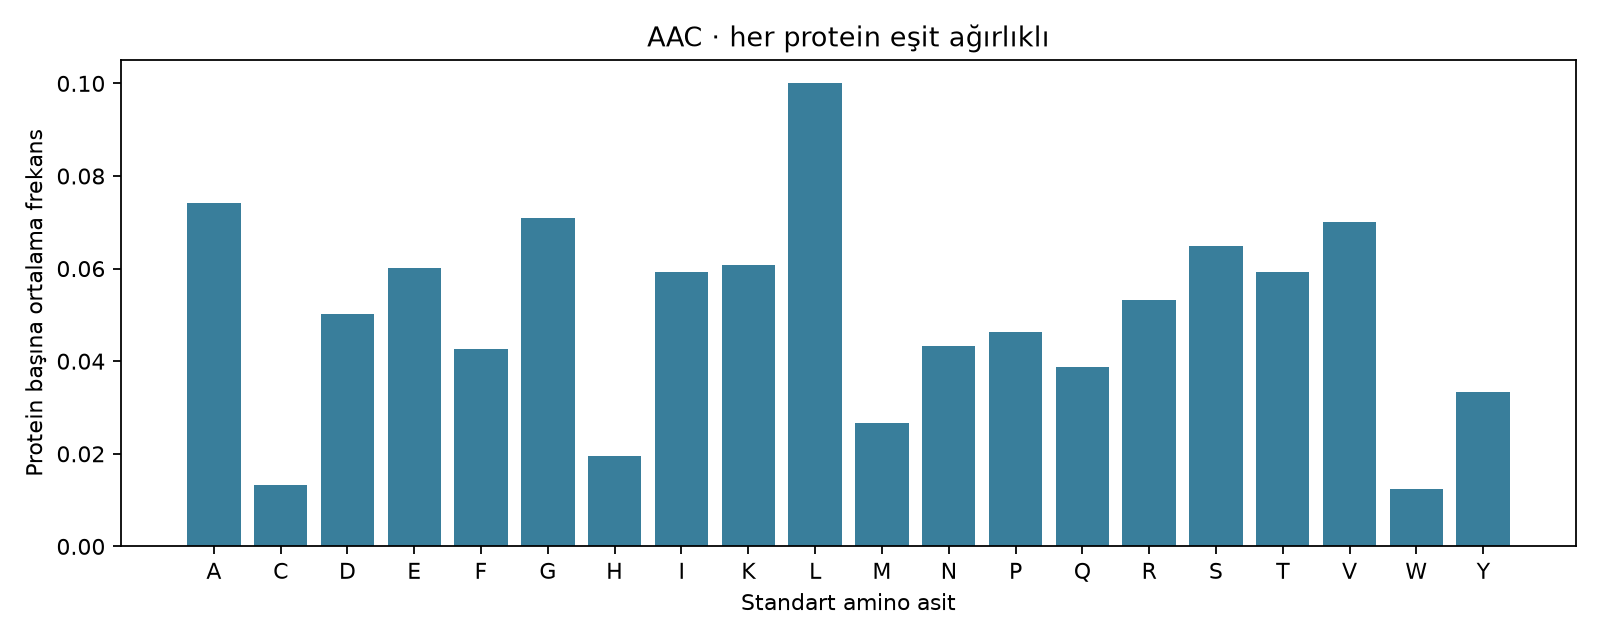 AAC · her protein eşit ağırlıklı
Protein başına ortalama frekans
0.10
0.08
0.06
0.04
0.02
0.00
A C D E F G H I K L M N P Q R S T V W Y
Standart amino asit